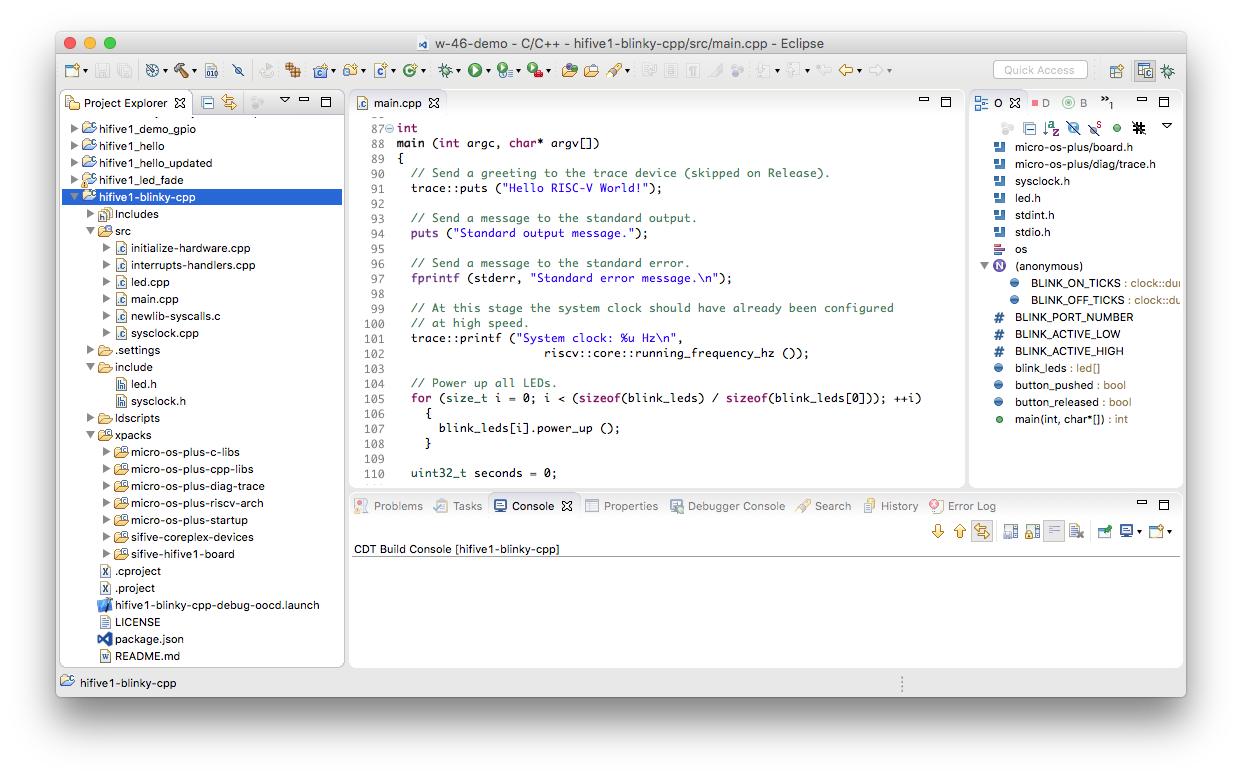 w-46-demo - C/C++ - hifive1-blinky-cpp/src/main.cpp - Eclipse
Quick Access
Project Explorer
hifive1_demo_gpio
hifive1_hello
hifive1_hello_updated
hifive1_led_fade
hifive1-blinky-cpp
Includes
src
initialize-hardware.cpp
interrupts-handlers.cpp
led.cpp
main.cpp
newlib-syscalls.c
sysclock.cpp
.settings
include
led.h
sysclock.h
ldscripts
xpacks
micro-os-plus-c-libs
micro-os-plus-cpp-libs
micro-os-plus-diag-trace
micro-os-plus-riscv-arch
micro-os-plus-startup
sifive-coreplex-devices
sifive-hifive1-board
.cproject
.project
hifive1-blinky-cpp-debug-oocd.launch
LICENSE
package.json
README.md
main.cpp
87 int
88 main (int argc, char* argv[])
89 {
90 // Send a greeting to the trace device (skipped on Release).
91 trace::puts ("Hello RISC-V World!");
92
93 // Send a message to the standard output.
94 puts ("Standard output message.");
95
96 // Send a message to the standard error.
97 fprintf (stderr, "Standard error message.\n");
98
99 // At this stage the system clock should have already been configured
100 // at high speed.
101 trace::printf ("System clock: %u Hz\n",
102 riscv::core::running_frequency_hz ());
103
104 // Power up all LEDs.
105 for (size_t i = 0; i < (sizeof(blink_leds) / sizeof(blink_leds[0])); ++i)
106 {
107 blink_leds[i].power_up ();
108 }
109
110 uint32_t seconds = 0;
O D B »1
micro-os-plus/board.h
micro-os-plus/diag/trace.h
sysclock.h
led.h
stdint.h
stdio.h
os
(anonymous)
BLINK_ON_TICKS : clock::du
BLINK_OFF_TICKS : clock::du
BLINK_PORT_NUMBER
BLINK_ACTIVE_LOW
BLINK_ACTIVE_HIGH
blink_leds : led[]
button_pushed : bool
button_released : bool
main(int, char*[]) : int
Problems Tasks Console Properties Debugger Console Search History Error Log
CDT Build Console [hifive1-blinky-cpp]
hifive1-blinky-cpp